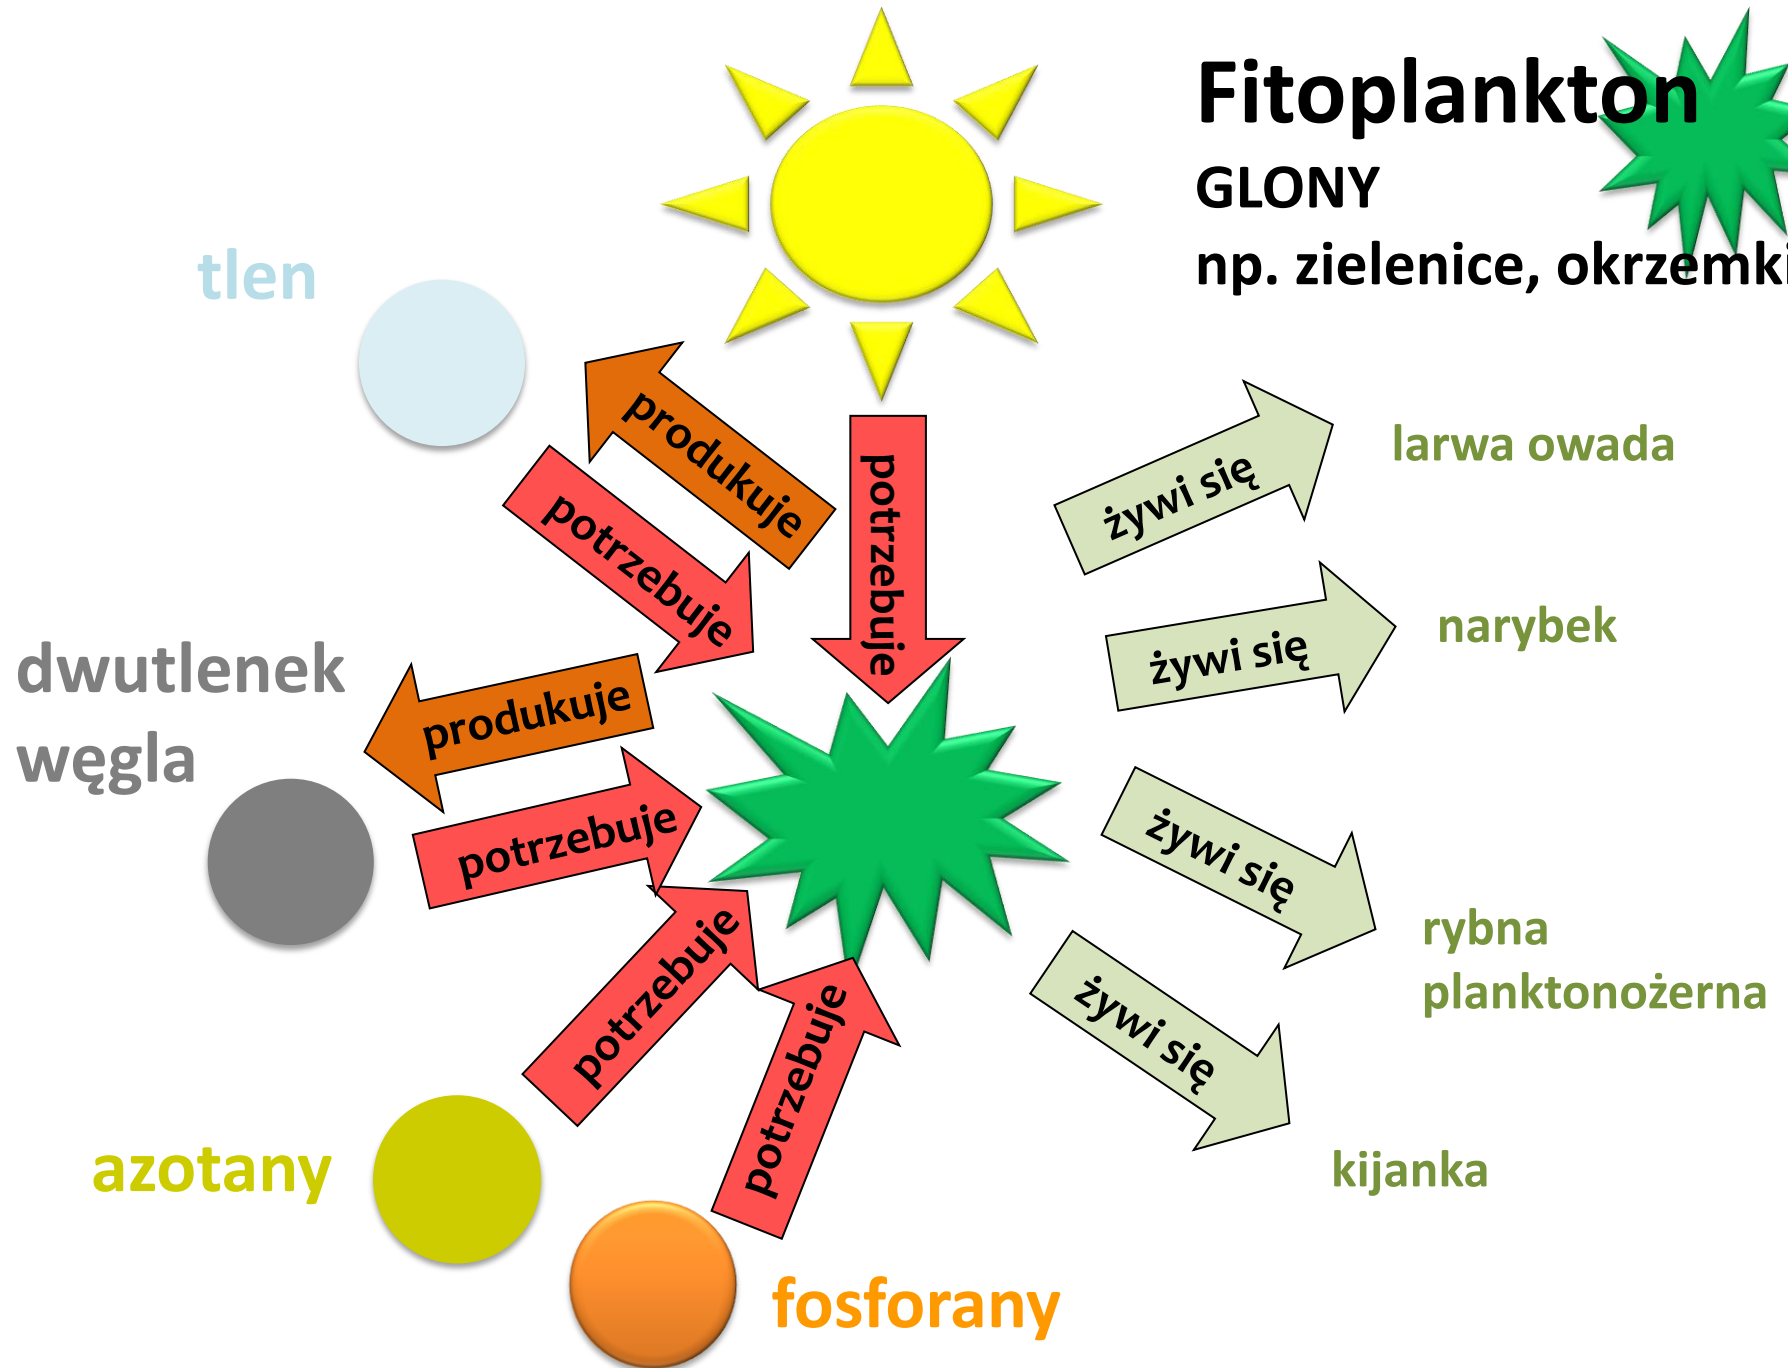 Fitoplankton
GLONY
np. zielenice, okrzemki
tlen
produkuje
potrzebuje
potrzebuje
żywi się
larwa owada
żywi się
narybek
dwutlenek
węgla
produkuje
potrzebuje
żywi się
rybna
planktonożerna
potrzebuje
potrzebuje
żywi się
kijanka
azotany
fosforany